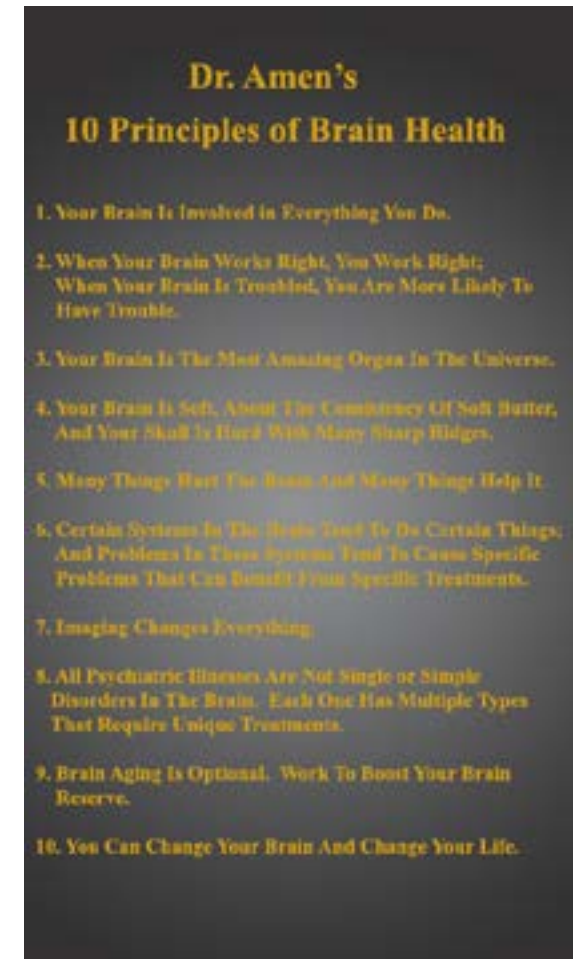 Dr. Amen's
10 Principles of Brain Health
1. Your Brain Is Involved in Everything You Do.
2. When Your Brain Works Right, You Work Right;
When Your Brain Is Troubled, You Are More Likely To
Have Trouble.
3. Your Brain Is The Most Amazing Organ In The Universe.
4. Your Brain Is Soft, About The Consistency Of Soft Butter,
And Your Skull Is Hard With Many Sharp Ridges.
5. Many Things Hurt The Brain And Many Things Help It
6. Certain Systems In The Brain Tend To Do Certain Things;
And Problems In These Systems Tend To Cause Specific
Problems That Can Benefit From Specific Treatments.
7. Imaging Changes Everything.
8. All Psychiatric Illnesses Are Not Single or Simple
Disorders In The Brain. Each One Has Multiple Types
That Require Unique Treatments.
9. Brain Aging Is Optional. Work To Boost Your Brain
Reserve.
10. You Can Change Your Brain And Change Your Life.